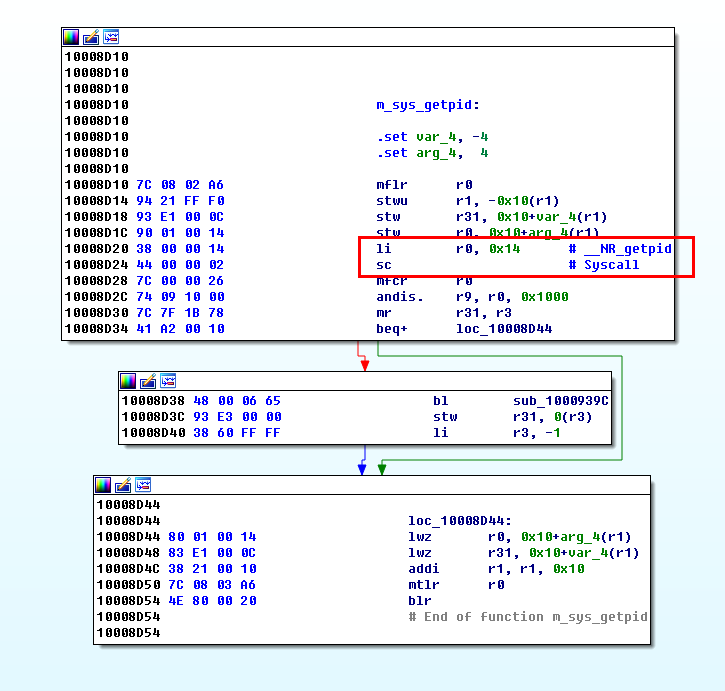 10008D10
10008D10
10008D10
10008D10 m_sys_getpid:
10008D10
10008D10 .set var_4, -4
10008D10 .set arg_4, 4
10008D10
10008D10 7C 08 02 A6 mflr r0
10008D14 94 21 FF F0 stwu r1, -0x10(r1)
10008D18 93 E1 00 0C stw r31, 0x10+var_4(r1)
10008D1C 90 01 00 14 stw r0, 0x10+arg_4(r1)
10008D20 38 00 00 14 li r0, 0x14 # __NR_getpid
10008D24 44 00 00 02 sc # Syscall
10008D28 7C 00 00 26 mfcr r0
10008D2C 74 09 10 00 andis. r9, r0, 0x1000
10008D30 7C 7F 1B 78 mr r31, r3
10008D34 41 A2 00 10 beq+ loc_10008D44
10008D38 48 00 06 65 bl sub_1000939C
10008D3C 93 E3 00 00 stw r31, 0(r3)
10008D40 38 60 FF FF li r3, -1
10008D44
10008D44 loc_10008D44:
10008D44 80 01 00 14 lwz r0, 0x10+arg_4(r1)
10008D48 83 E1 00 0C lwz r31, 0x10+var_4(r1)
10008D4C 38 21 00 10 addi r1, r1, 0x10
10008D50 7C 08 03 A6 mtlr r0
10008D54 4E 80 00 20 blr
10008D54 # End of function m_sys_getpid
10008D54